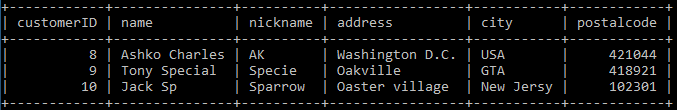 customerID | name | nickname | address | city | postalcode
8 | Ashko Charles | AK | Washington D.C. | USA | 421044
9 | Tony Special | Specie | Oakville | GTA | 418921
10 | Jack Sp | Sparrow | Oaster village | New Jersy | 102301